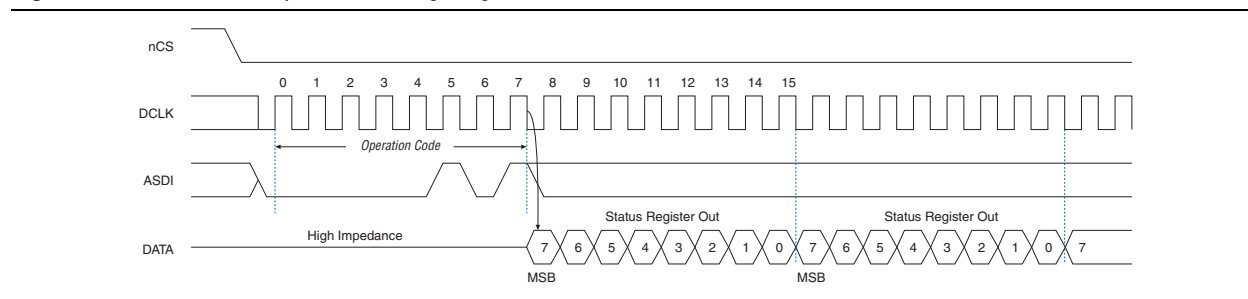 nCS
0 1 2 3 4 5 6 7 8 9 10 11 12 13 14 15
DCLK
Operation Code
ASDI
Status Register Out Status Register Out
High Impedance
DATA 7 6 5 4 3 2 1 0 7 6 5 4 3 2 1 0 7
MSB MSB